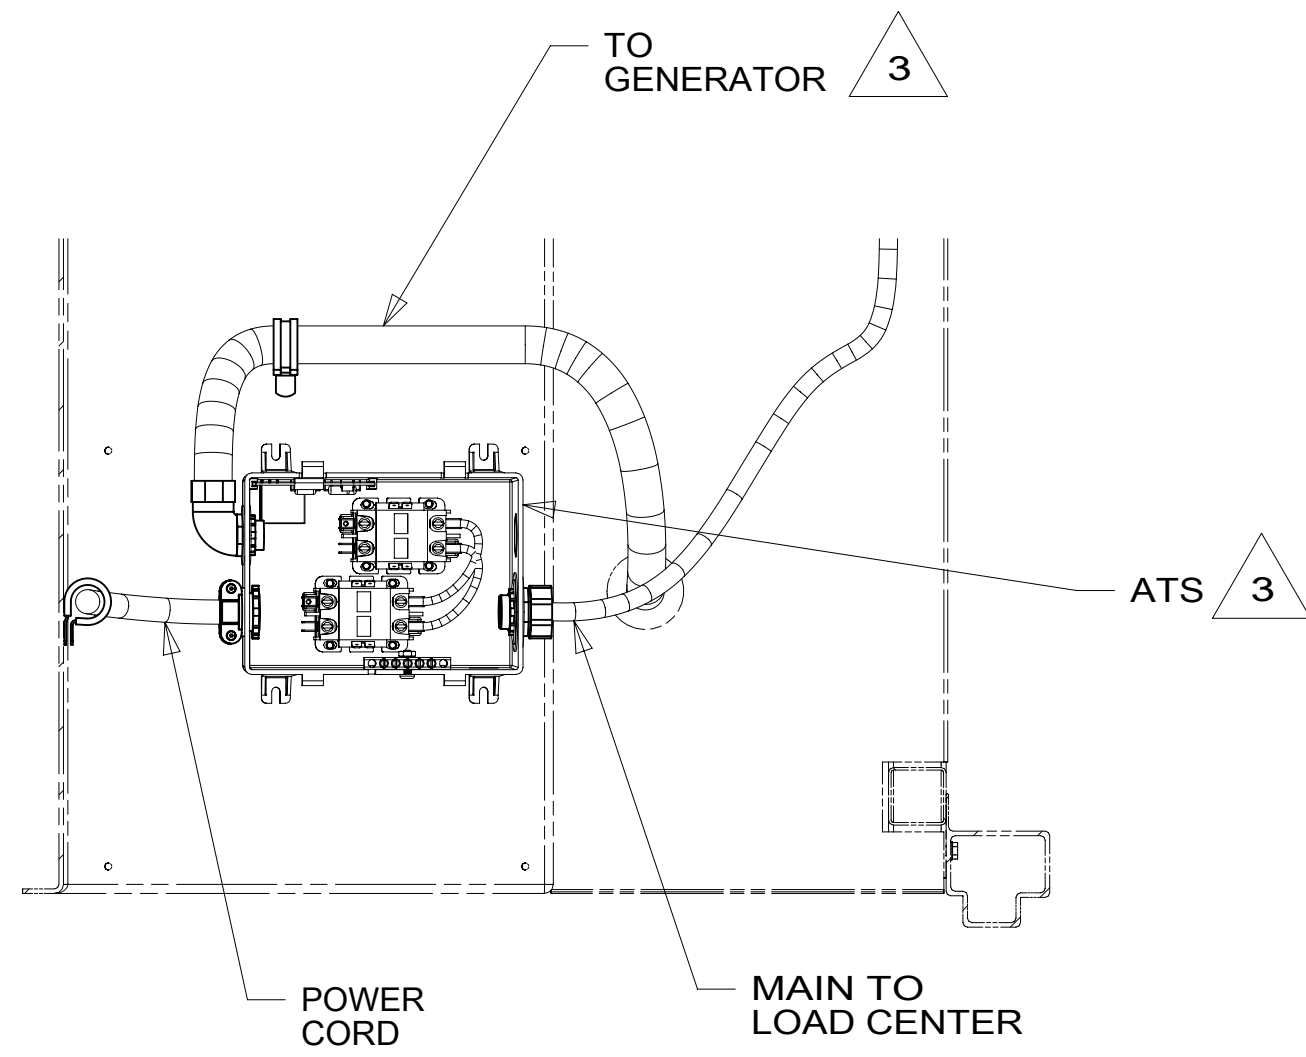 TO
GENERATOR 3
ATS 3
POWER
CORD
MAIN TO
LOAD CENTER